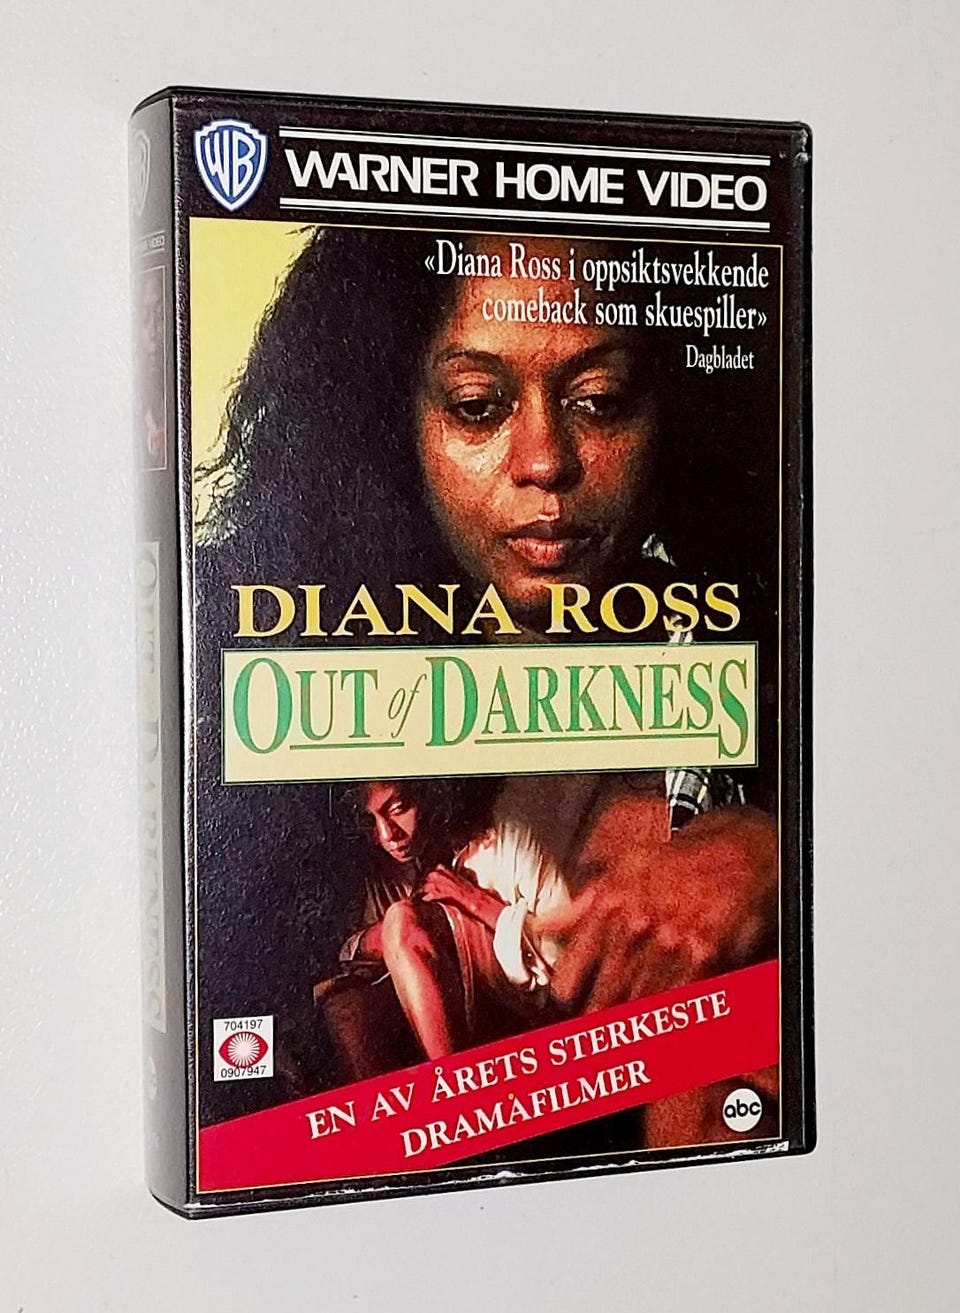 WB
WARNER HOME VIDEO
«Diana Ross i oppsiktsvekkende
comeback som skuespiller»
Dagbladet
DIANA ROSS
OUT of DARKNESS
704197
0907947
EN AV ÅRETS STERKESTE
DRAMAFILMER
abc
OUT of DARKNESS